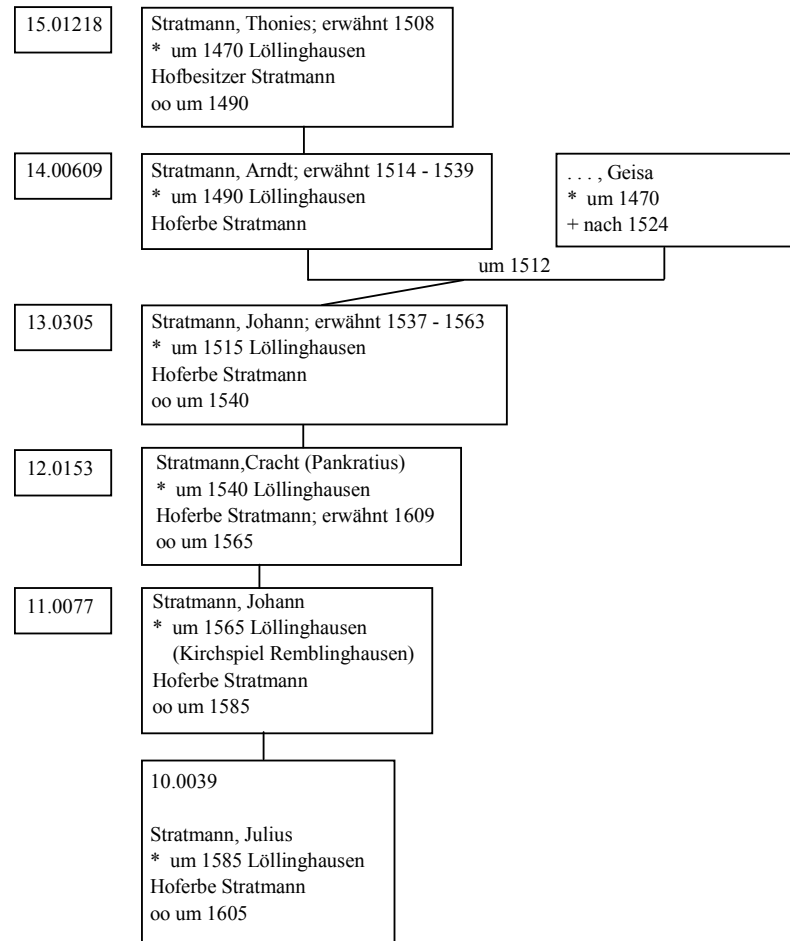 15.01218
Stratmann, Thonies; erwähnt 1508
* um 1470 Löllinghausen
Hofbesitzer Stratmann
oo um 1490
14.00609
Stratmann, Arndt; erwähnt 1514 - 1539
* um 1490 Löllinghausen
Hoferbe Stratmann
. . . , Geisa
* um 1470
+ nach 1524
um 1512
13.0305
Stratmann, Johann; erwähnt 1537 - 1563
* um 1515 Löllinghausen
Hoferbe Stratmann
oo um 1540
12.0153
Stratmann,Cracht (Pankratius)
* um 1540 Löllinghausen
Hoferbe Stratmann; erwähnt 1609
oo um 1565
11.0077
Stratmann, Johann
* um 1565 Löllinghausen
(Kirchspiel Remblinghausen)
Hoferbe Stratmann
oo um 1585
10.0039
Stratmann, Julius
* um 1585 Löllinghausen
Hoferbe Stratmann
oo um 1605